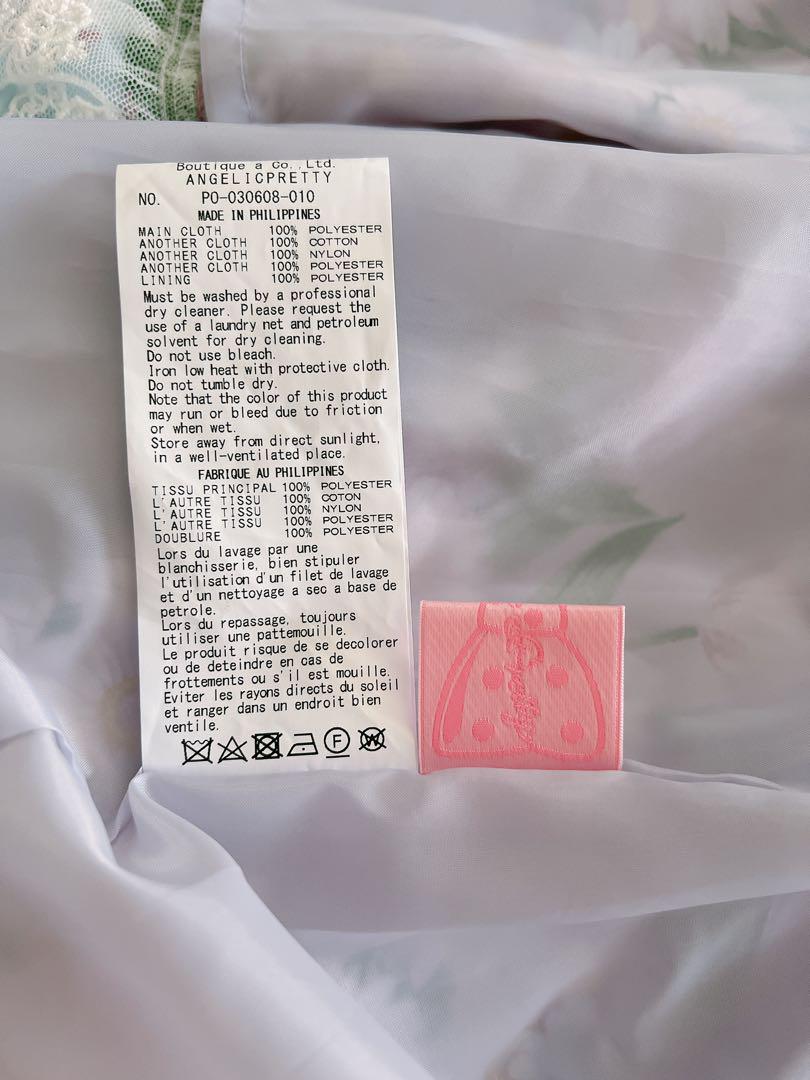 Boutique a Co.,Ltd.
ANGELICPRETTY
NO. PO-030608-010
MADE IN PHILIPPINES
MAIN CLOTH 100% POLYESTER
ANOTHER CLOTH 100% COTTON
ANOTHER CLOTH 100% NYLON
ANOTHER CLOTH 100% POLYESTER
LINING 100% POLYESTER
Must be washed by a professional
dry cleaner. Please request the
use of a laundry net and petroleum
solvent for dry cleaning.
Do not use bleach.
Iron low heat with protective cloth.
Do not tumble dry.
Note that the color of this product
may run or bleed due to friction
or when wet.
Store away from direct sunlight,
in a well-ventilated place.
FABRIQUE AU PHILIPPINES
TISSU PRINCIPAL 100% POLYESTER
L'AUTRE TISSU 100% COTON
L'AUTRE TISSU 100% NYLON
L'AUTRE TISSU 100% POLYESTER
DOUBLURE 100% POLYESTER
Lors du lavage par une
blanchisserie, bien stipuler
l'utilisation d'un filet de lavage
et d'un nettoyage a sec a base de
petrole.
Lors du repassage, toujours
utiliser une pattemouille.
Le produit risque de se decolorer
ou de deteindre en cas de
frottements ou s'il est mouille.
Eviter les rayons directs du soleil
et ranger dans un endroit bien
ventile.
F W